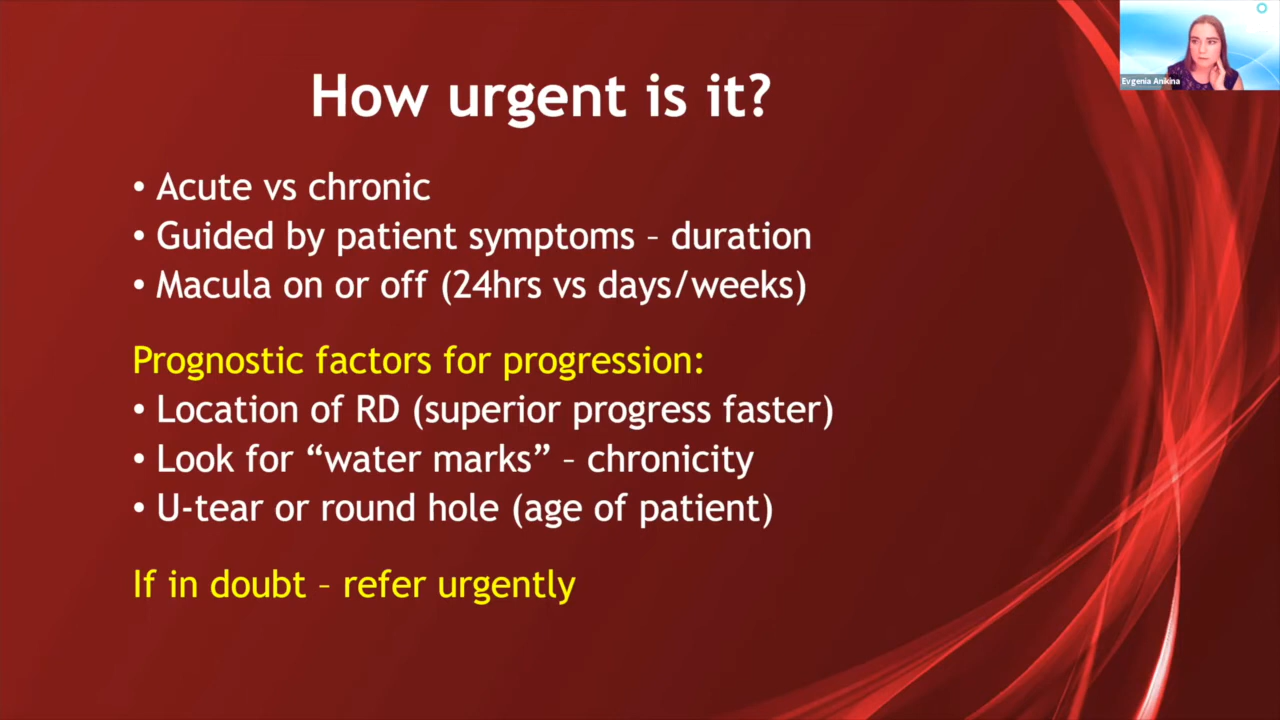 How urgent is it?
Evgenia Anikina
• Acute vs chronic
• Guided by patient symptoms – duration
• Macula on or off (24hrs vs days/weeks)
Prognostic factors for progression:
• Location of RD (superior progress faster)
• Look for “water marks” – chronicity
• U-tear or round hole (age of patient)
If in doubt – refer urgently